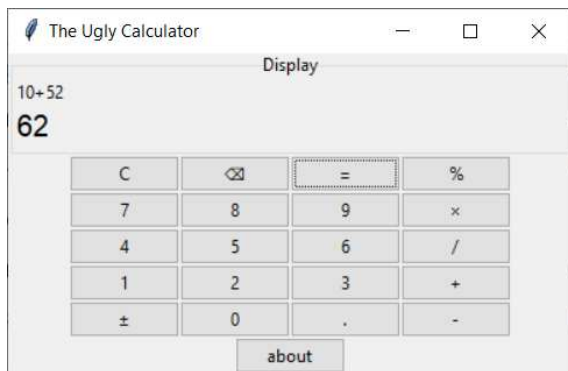 The Ugly Calculator
Display
10+52
62
C ⌫ = %
7 8 9 ×
4 5 6 /
1 2 3 +
± 0 . -
about